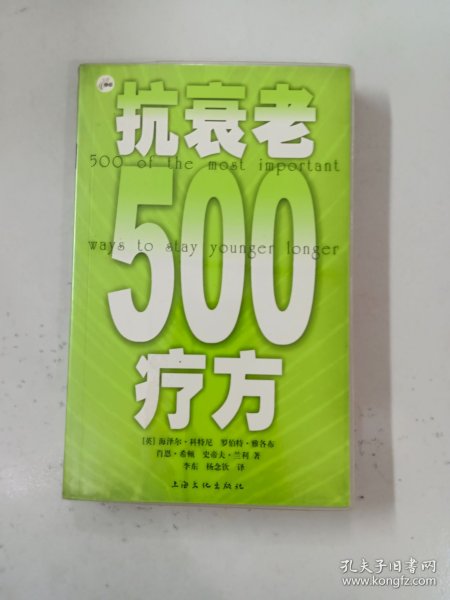 抗衰老
500 of the most important
500
ways to stay younger longer
疗方
[英] 海泽尔·科特尼 罗伯特·雅各布
肖恩·希顿 史帝夫·兰利 著
李东 杨念钦 译
上海文化出版社
孔夫子旧书网
www.kongfz.com